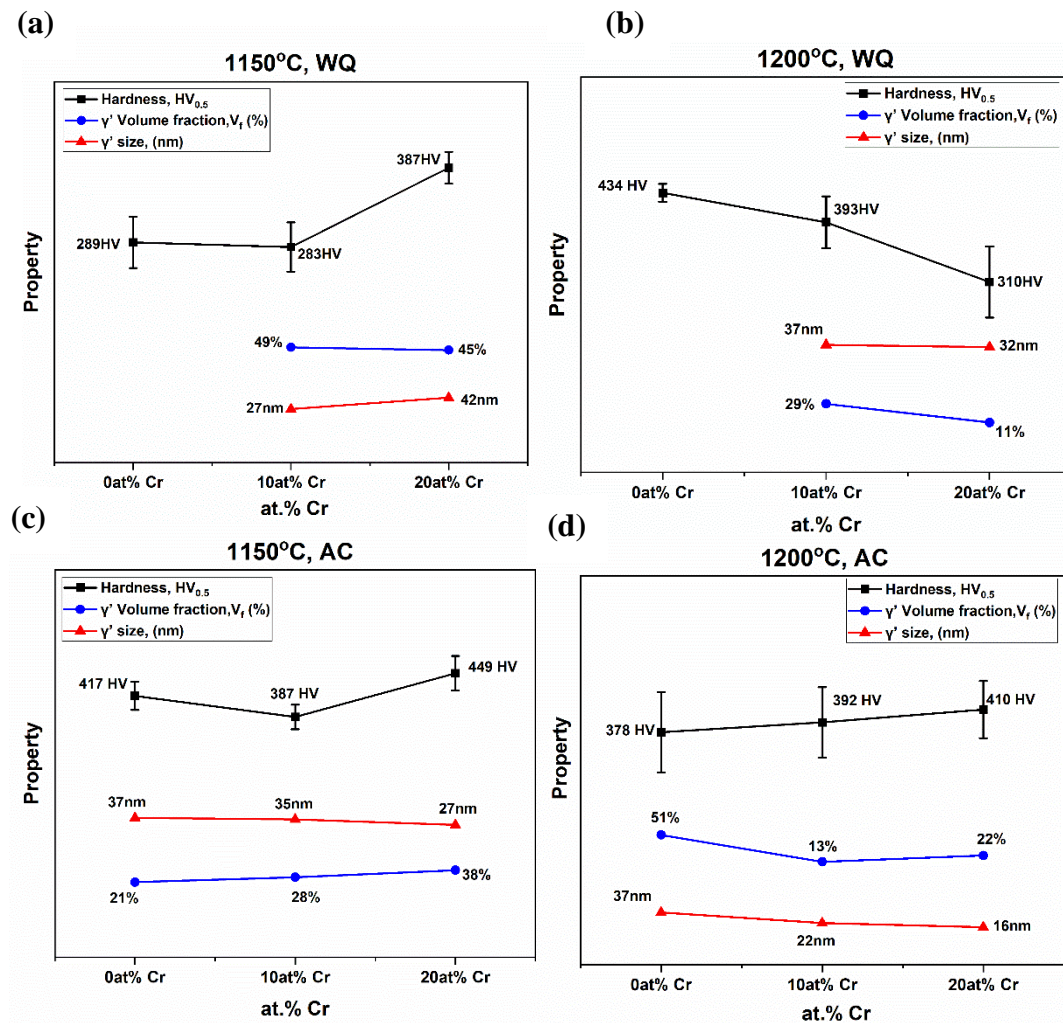 (a)
1150°C, WQ
Hardness, HV0.5
γ' Volume fraction,Vf (%)
γ' size, (nm)
387HV
289HV
283HV
49%
45%
27nm
42nm
Property
0at% Cr
10at% Cr
20at% Cr
at.% Cr
(b)
1200°C, WQ
Hardness, HV0.5
γ' Volume fraction,Vf (%)
γ' size, (nm)
434 HV
393HV
310HV
37nm
32nm
29%
11%
Property
0at% Cr
10at% Cr
20at% Cr
at.% Cr
(c)
1150°C, AC
Hardness, HV0.5
γ' Volume fraction,Vf (%)
γ' size, (nm)
417 HV
387 HV
449 HV
37nm
35nm
27nm
21%
28%
38%
Property
0at% Cr
10at% Cr
20at% Cr
at.% Cr
(d)
1200°C, AC
Hardness, HV0.5
γ' Volume fraction,Vf (%)
γ' size, (nm)
378 HV
392 HV
410 HV
51%
13%
22%
37nm
22nm
16nm
Property
0at% Cr
10at% Cr
20at% Cr
at.% Cr